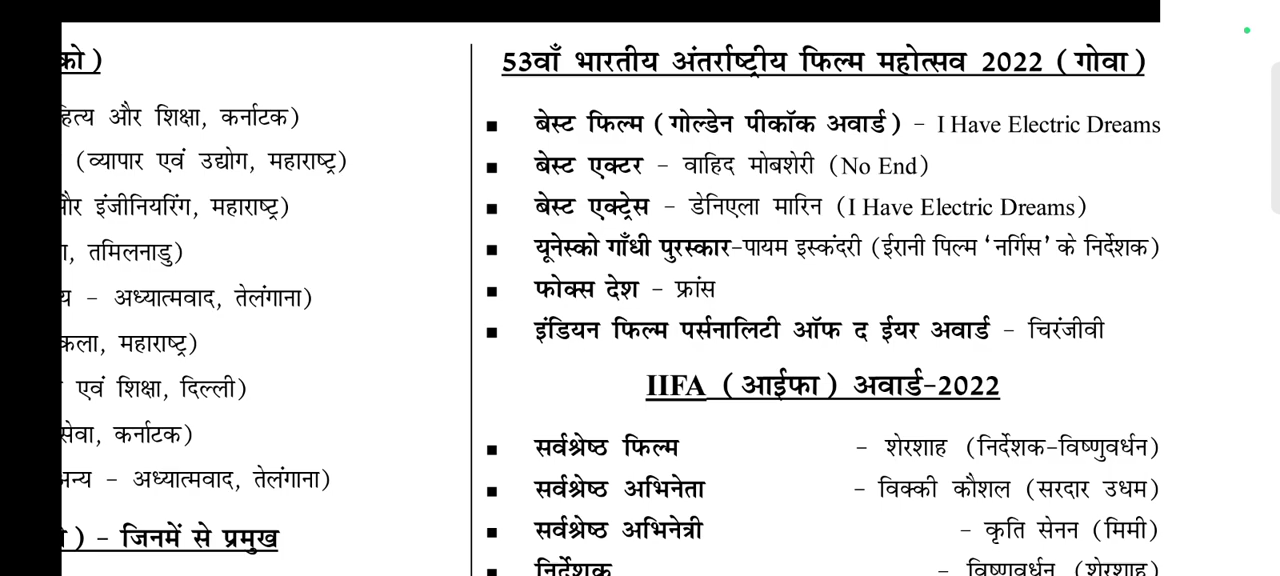 को)
हित्य और शिक्षा, कर्नाटक)
(व्यापार एवं उद्योग, महाराष्ट्र)
और इंजीनियरिंग, महाराष्ट्र)
तमिलनाडु)
– अध्यात्मवाद, तेलंगाना)
कला, महाराष्ट्र)
एवं शिक्षा, दिल्ली)
सेवा, कर्नाटक)
अन्य – अध्यात्मवाद, तेलंगाना)
) – जिनमें से प्रमुख
53वाँ भारतीय अंतर्राष्ट्रीय फिल्म महोत्सव 2022 (गोवा)
▪ बेस्ट फिल्म (गोल्डेन पीकॉक अवार्ड) – I Have Electric Dreams
▪ बेस्ट एक्टर – वाहिद मोबशेरी (No End)
▪ बेस्ट एक्ट्रेस – डेनिएला मारिन (I Have Electric Dreams)
▪ यूनेस्को गाँधी पुरस्कार–पायम इस्कंदरी (ईरानी पिल्म ‘नर्गिस’ के निर्देशक)
▪ फोक्स देश – फ्रांस
▪ इंडियन फिल्म पर्सनालिटी ऑफ द ईयर अवार्ड – चिरंजीवी
IIFA (आईफा) अवार्ड–2022
▪ सर्वश्रेष्ठ फिल्म – शेरशाह (निर्देशक–विष्णुवर्धन)
▪ सर्वश्रेष्ठ अभिनेता – विक्की कौशल (सरदार उधम)
▪ सर्वश्रेष्ठ अभिनेत्री – कृति सेनन (मिमी)
▪ निर्देशक – विष्णुवर्धन (शेरशाह)